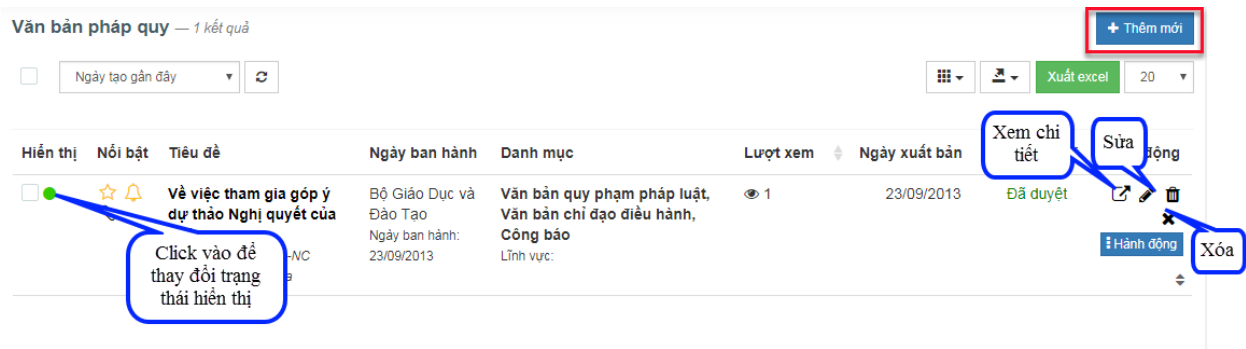 Văn bản pháp quy — 1 kết quả
+ Thêm mới
Ngày tạo gần đây
Xuất excel
20
Hiển thị Nổi bật Tiêu đề Ngày ban hành Danh mục Lượt xem Ngày xuất bản động
Xem chi
tiết
Sửa
Về việc tham gia góp ý
dự thảo Nghị quyết của
-NC
Bộ Giáo Dục và
Đào Tạo
Ngày ban hành:
23/09/2013
Văn bản quy phạm pháp luật,
Văn bản chỉ đạo điều hành,
Công báo
Lĩnh vực:
1
23/09/2013
Đã duyệt
Hành động
Xóa
Click vào để
thay đổi trạng
thái hiển thị